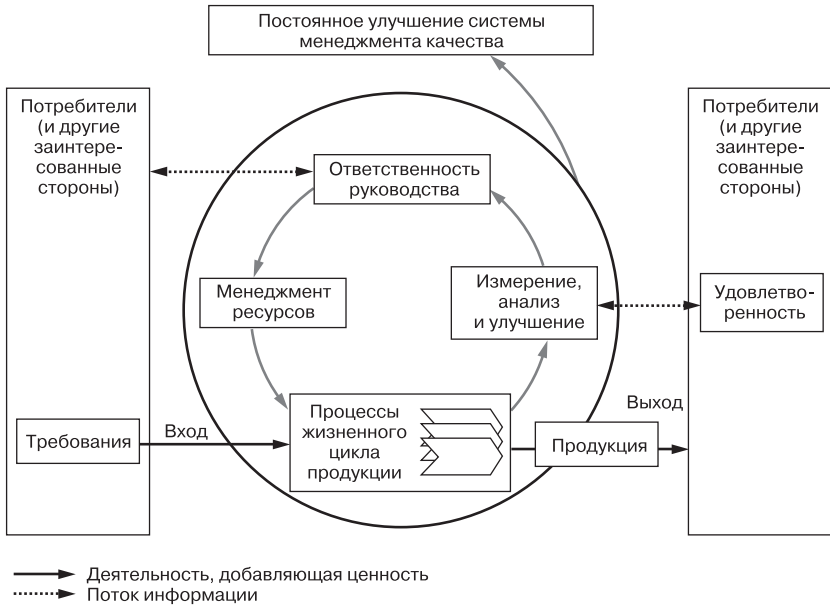 Постоянное улучшение системы
менеджмента качества
Потребители
(и другие
заинтере-
сованные
стороны)
Потребители
(и другие
заинтере-
сованные
стороны)
Ответственность
руководства
Менеджмент
ресурсов
Измерение,
анализ
и улучшение
Удовлетво-
ренность
Требования
Вход
Процессы
жизненного
цикла
продукции
Продукция
Выход
Деятельность, добавляющая ценность
Поток информации